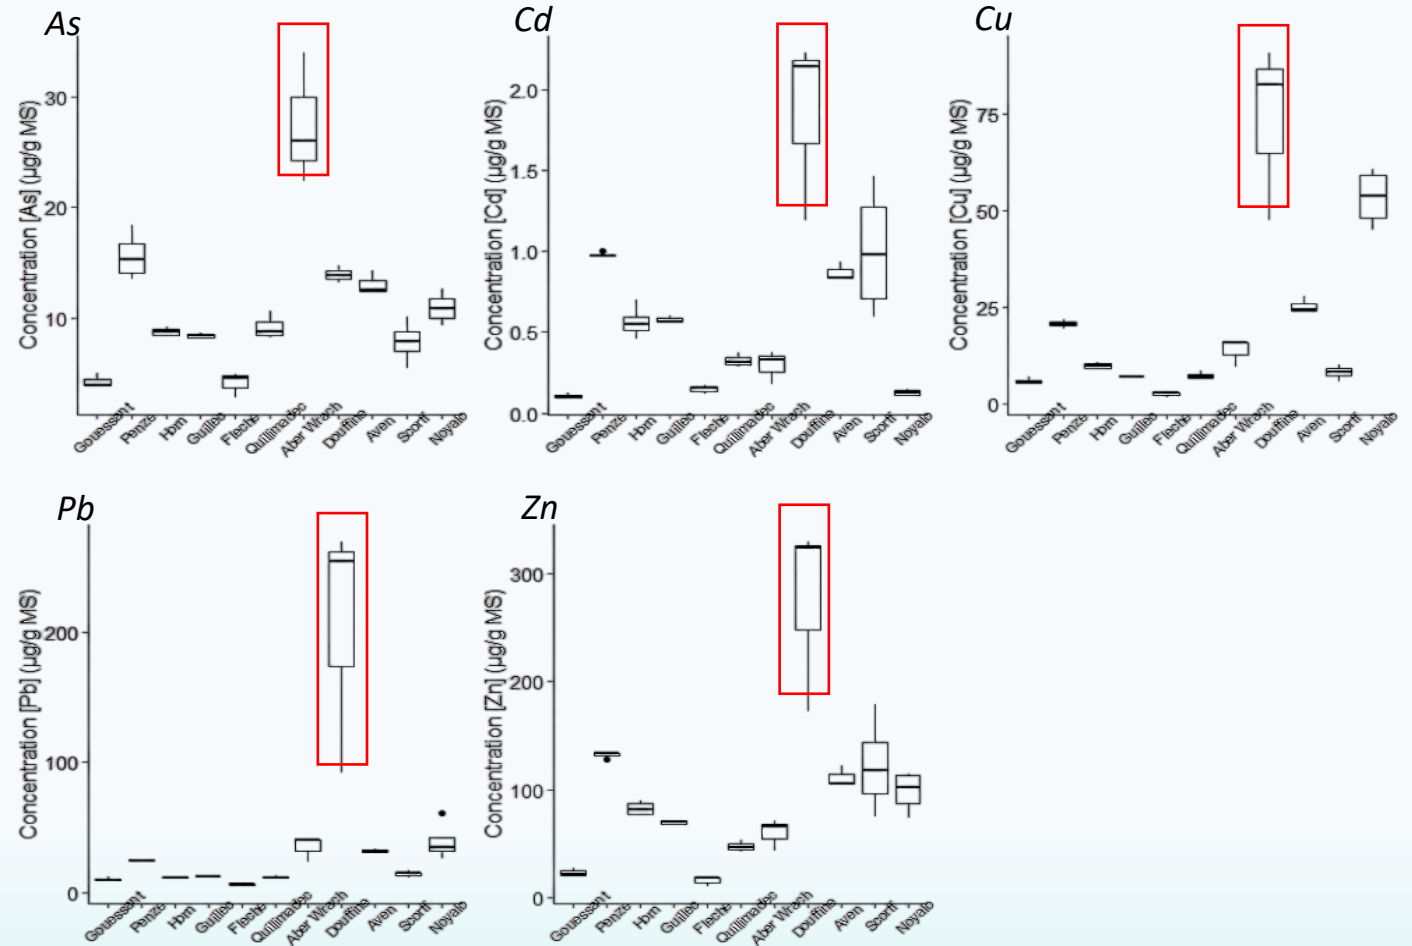 As
Concentration [As] (µg/g MS)
30
20
10
Gouessant
Penze
Horn
Guillec
Fleche
Quillimadec
Aber Wrach
Douffine
Aven
Scorff
Noyalo
Cd
Concentration [Cd] (µg/g MS)
2.0
1.5
1.0
0.5
0.0
Gouessant
Penze
Horn
Guillec
Fleche
Quillimadec
Aber Wrach
Douffine
Aven
Scorff
Noyalo
Cu
Concentration [Cu] (µg/g MS)
75
50
25
0
Gouessant
Penze
Horn
Guillec
Fleche
Quillimadec
Aber Wrach
Douffine
Aven
Scorff
Noyalo
Pb
Concentration [Pb] (µg/g MS)
200
100
0
Gouessant
Penze
Horn
Guillec
Fleche
Quillimadec
Aber Wrach
Douffine
Aven
Scorff
Noyalo
Zn
Concentration [Zn] (µg/g MS)
300
200
100
0
Gouessant
Penze
Horn
Guillec
Fleche
Quillimadec
Aber Wrach
Douffine
Aven
Scorff
Noyalo